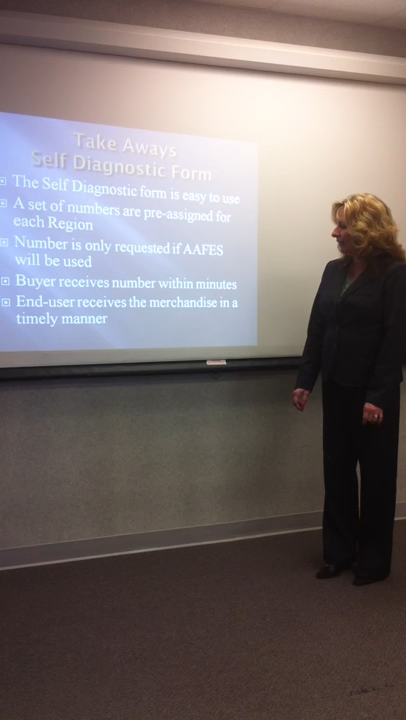 Take Aways
Self Diagnostic Form
The Self Diagnostic form is easy to use
A set of numbers are pre-assigned for
each Region
Number is only requested if AAFES
will be used
Buyer receives number within minutes
End-user receives the merchandise in a
timely manner